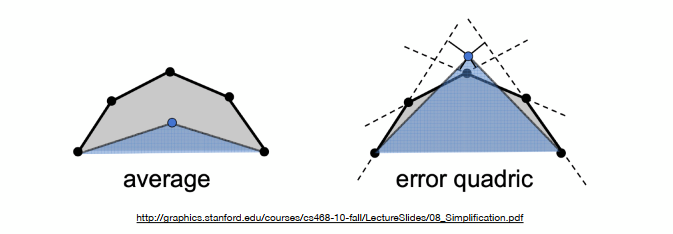 average
error quadric
http://graphics.stanford.edu/courses/cs468-10-fall/LectureSlides/08_Simplification.pdf